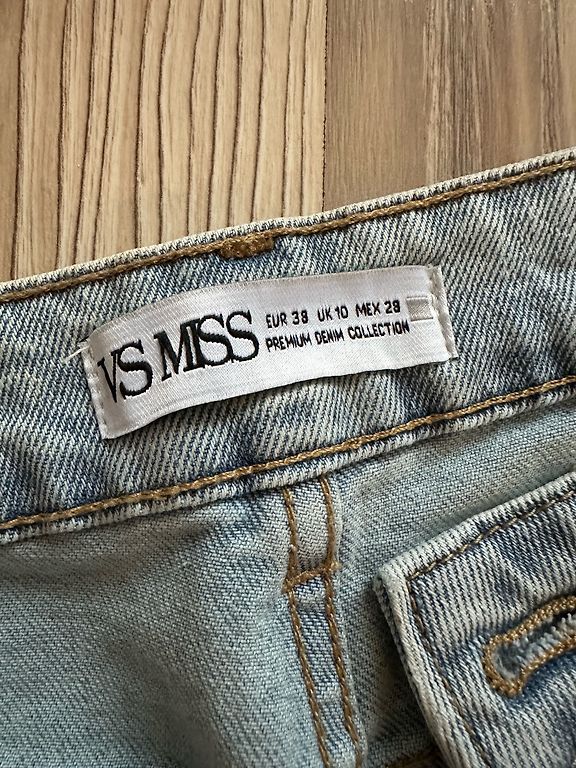 VS MISS
EUR 38 UK 10 MEX 28
PREMIUM DENIM COLLECTION